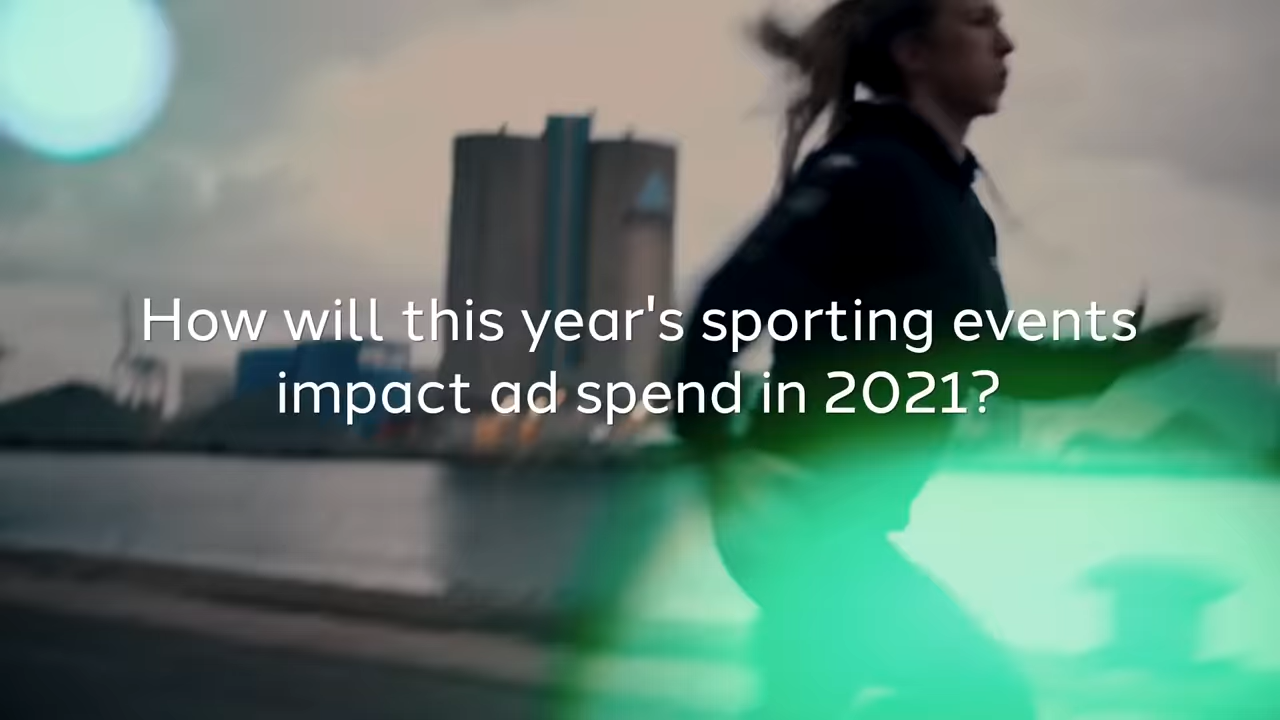 How will this year's sporting events
impact ad spend in 2021?